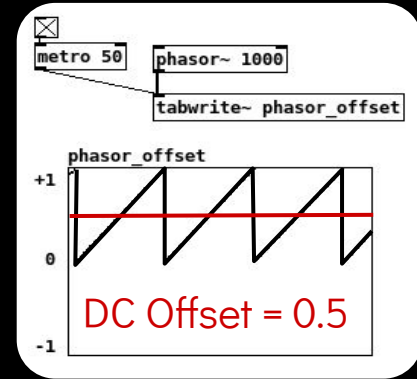 metro 50
phasor~ 1000
tabwrite~ phasor_offset
phasor_offset
+1
0
DC Offset = 0.5
-1